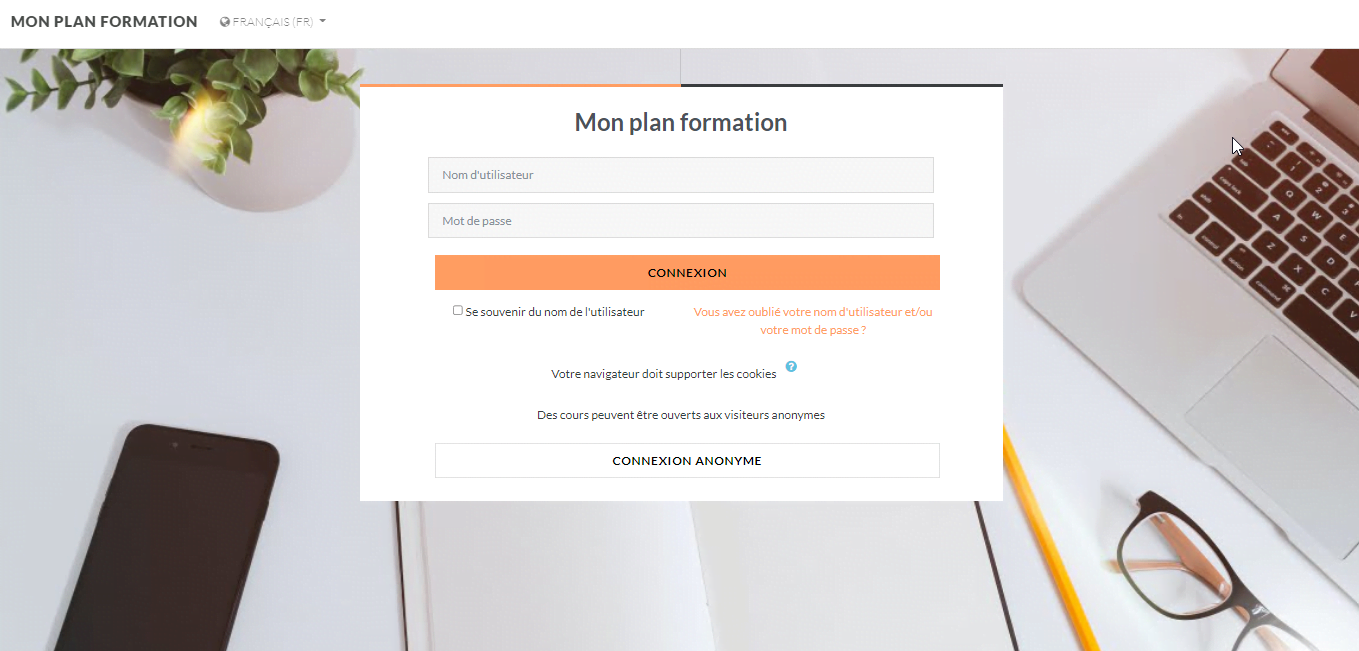 MON PLAN FORMATION
FRANÇAIS (FR)
Mon plan formation
Nom d'utilisateur
Mot de passe
CONNEXION
Se souvenir du nom de l'utilisateur
Vous avez oublié votre nom d'utilisateur et/ou
votre mot de passe ?
Votre navigateur doit supporter les cookies
Des cours peuvent être ouverts aux visiteurs anonymes
CONNEXION ANONYME